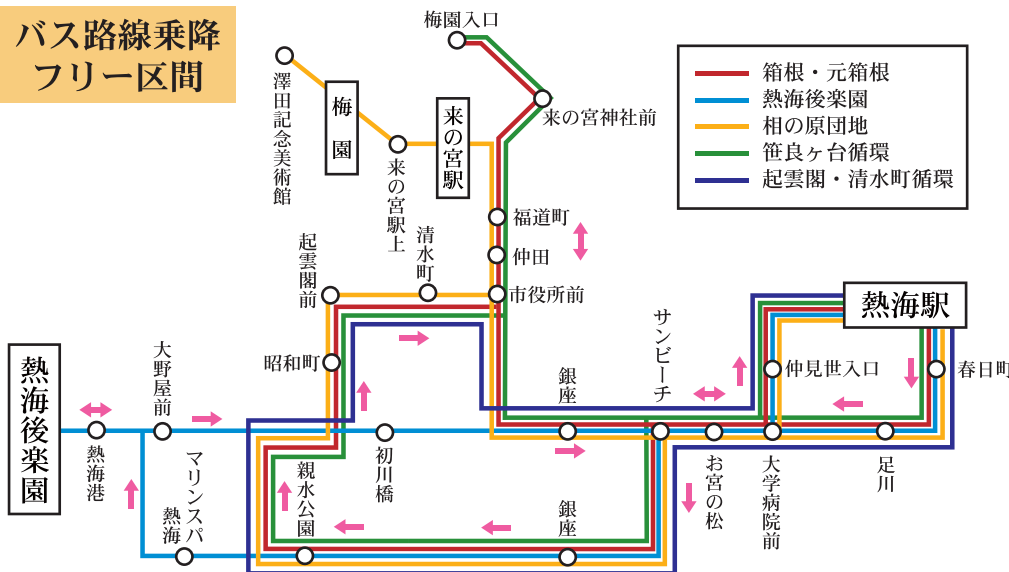 バス路線乗降
フリー区間
梅園入口
箱根・元箱根
熱海後楽園
相の原団地
笹良ヶ台循環
起雲閣・清水町循環
澤田記念美術館
梅園
来の宮駅
来の宮神社前
来の宮駅上
福道町
仲田
市役所前
清水町
起雲閣前
昭和町
サンビーチ
熱海駅
仲見世入口
春日町
熱海後楽園
大野屋前
銀座
熱海港
マリンスパ
熱海
親水公園
初川橋
銀座
お宮の松
大学病院前
足川